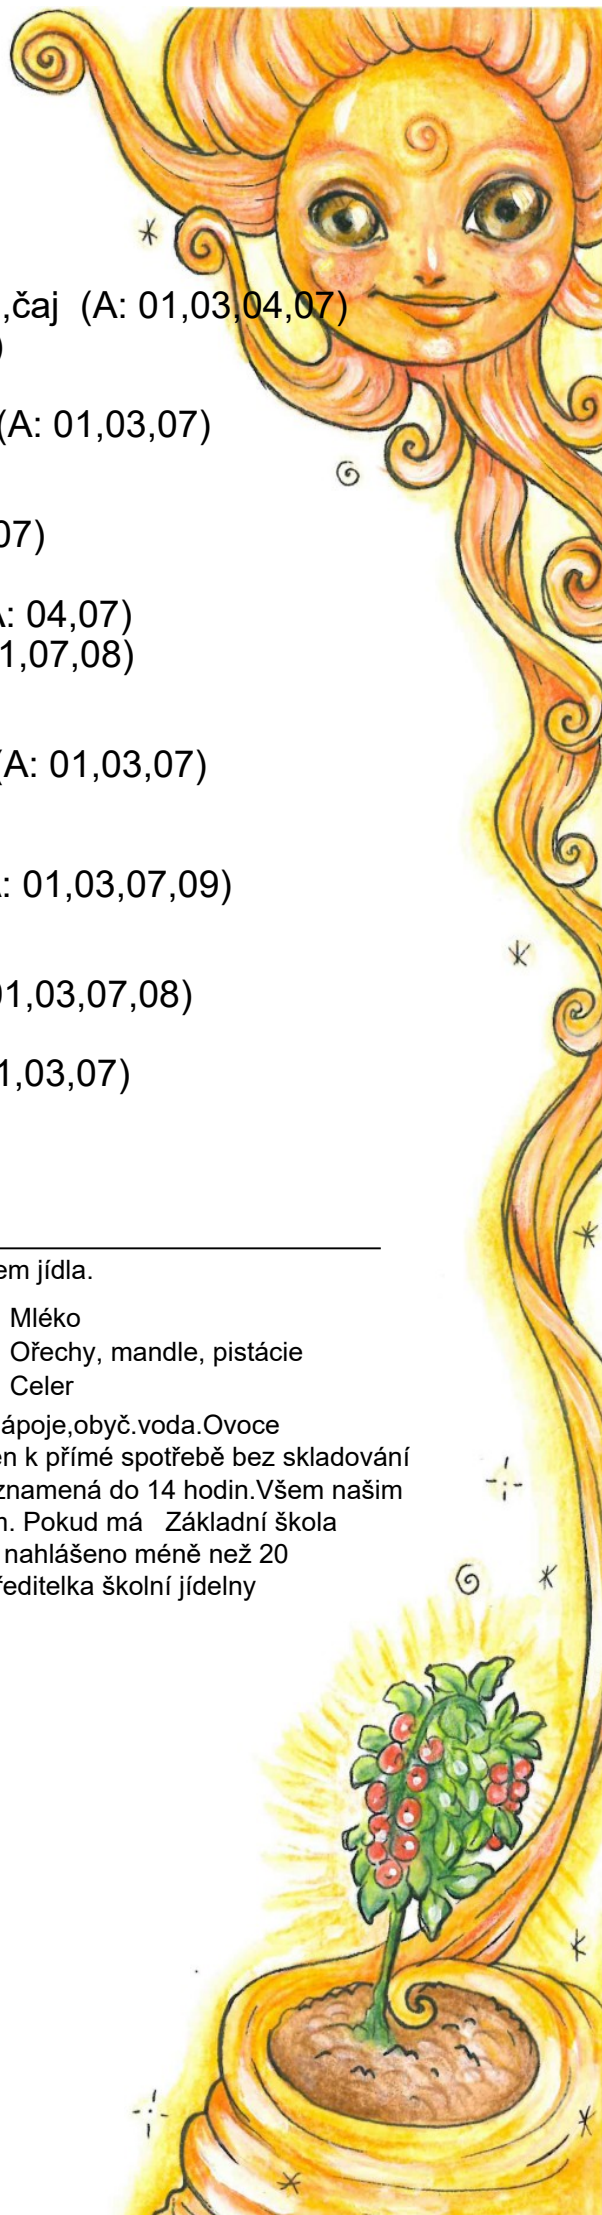 ,čaj (A: 01,03,04,07)
)
(A: 01,03,07)
07)
A: 04,07)
1,07,08)
(A: 01,03,07)
A: 01,03,07,09)
01,03,07,08)
1,03,07)
em jídla.
Mléko
Ořechy, mandle, pistácie
Celer
ápoje,obyč.voda.Ovoce
en k přímé spotřebě bez skladování
znamená do 14 hodin.Všem našim
n. Pokud má Základní škola
nahlášeno méně než 20
ředitelka školní jídelny